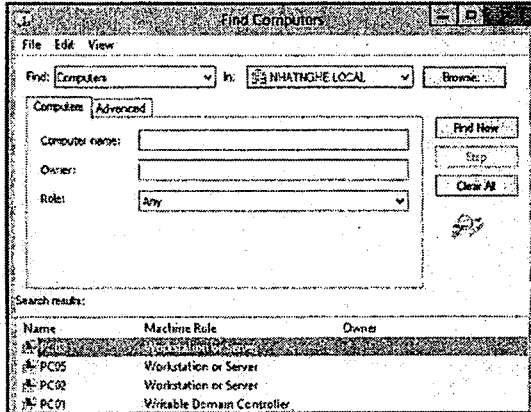 Find Computers
File Edit View
Find: Computers In: NHATNGHE.LOCAL Browse...
Computers Advanced
Computer name:
Find Now
Owner:
Stop
Role: Any
Clear All
Search results:
Name Machine Role Owner
PC05 Workstation or Server
PC02 Workstation or Server
PC01 Writable Domain Controller